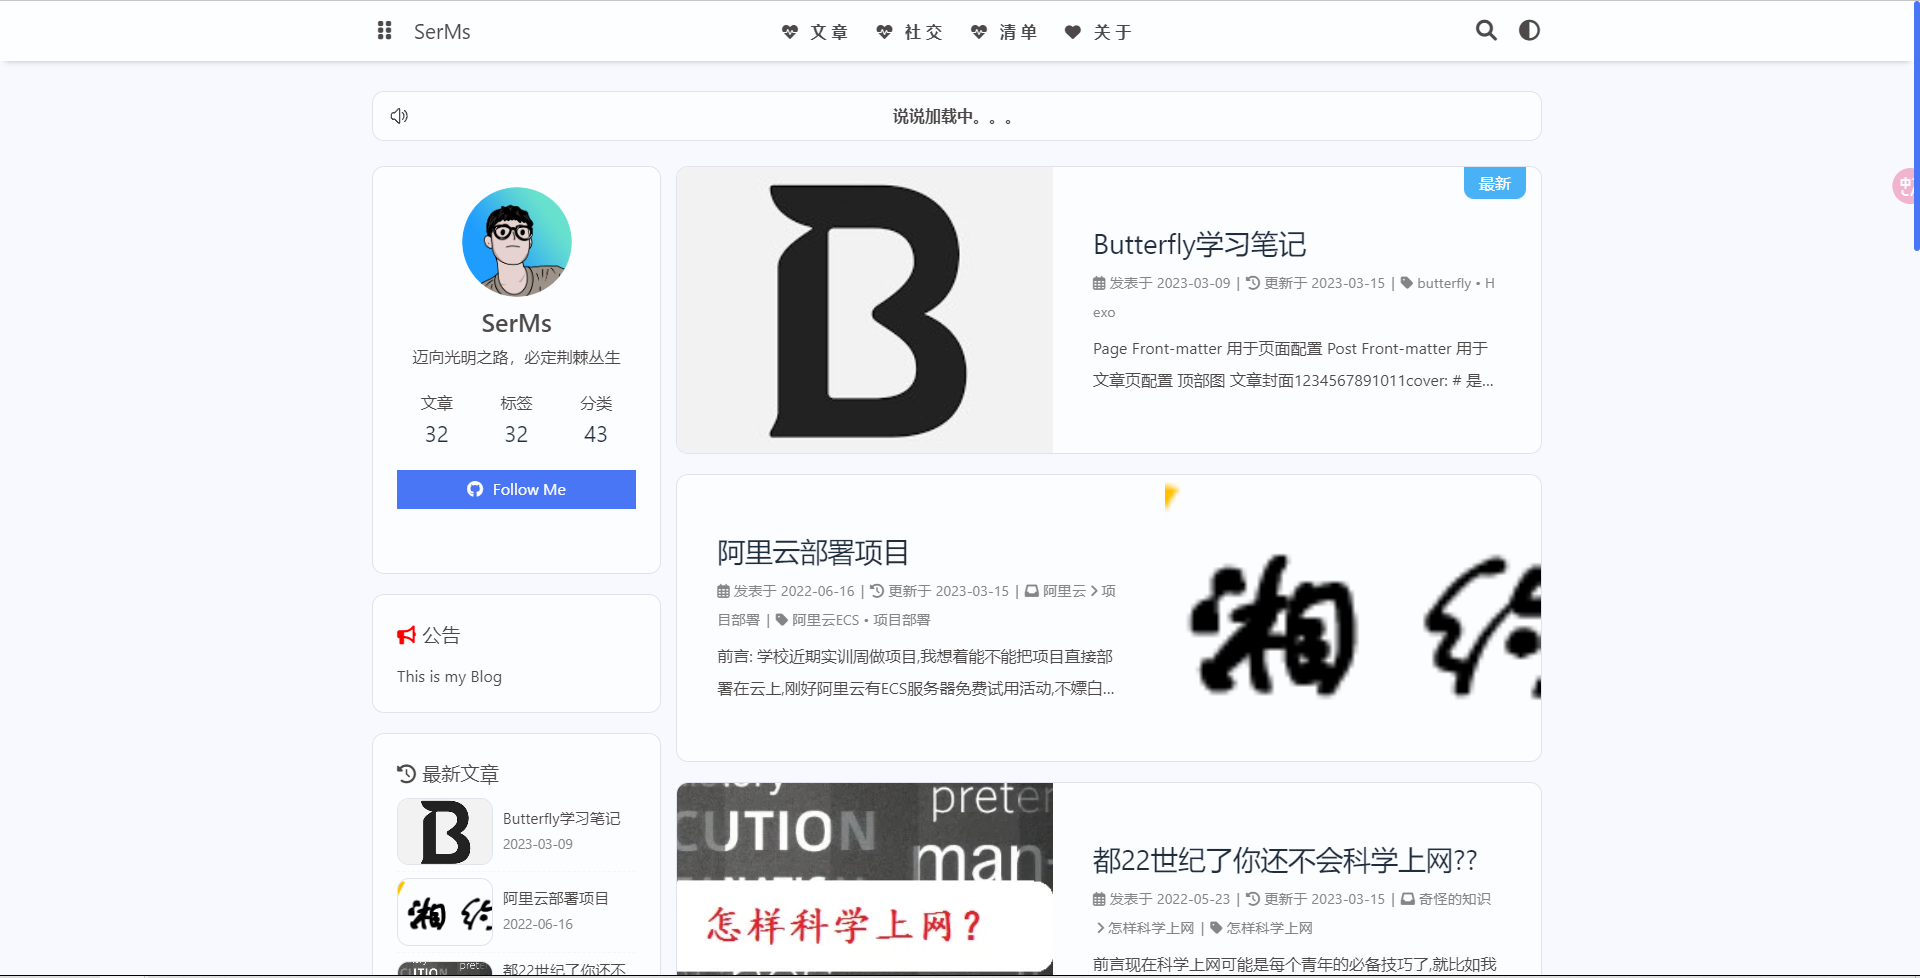 SerMs
文章
社交
清单
关于
说说加载中。。。
SerMs
迈向光明之路，必定荆棘丛生
文章 标签 分类
32 32 43
Follow Me
公告
This is my Blog
最新文章
Butterfly学习笔记
2023-03-09
阿里云部署项目
2022-06-16
都22世纪了你还不
最新
Butterfly学习笔记
发表于 2023-03-09 | 更新于 2023-03-15 | butterfly • H
exo
Page Front-matter 用于页面配置 Post Front-matter 用于
文章页配置 顶部图 文章封面1234567891011cover: # 是...
阿里云部署项目
发表于 2022-06-16 | 更新于 2023-03-15 | 阿里云 > 项
目部署 | 阿里云ECS • 项目部署
前言: 学校近期实训周做项目,我想着能不能把项目直接部
署在云上,刚好阿里云有ECS服务器免费试用活动,不嫖白...
湘
CUTION
preter
man-
怎样科学上网？
都22世纪了你还不会科学上网??
发表于 2022-05-23 | 更新于 2023-03-15 | 奇怪的知识
> 怎样科学上网 | 怎样科学上网
前言现在科学上网可能是每个青年的必备技巧了,就比如我